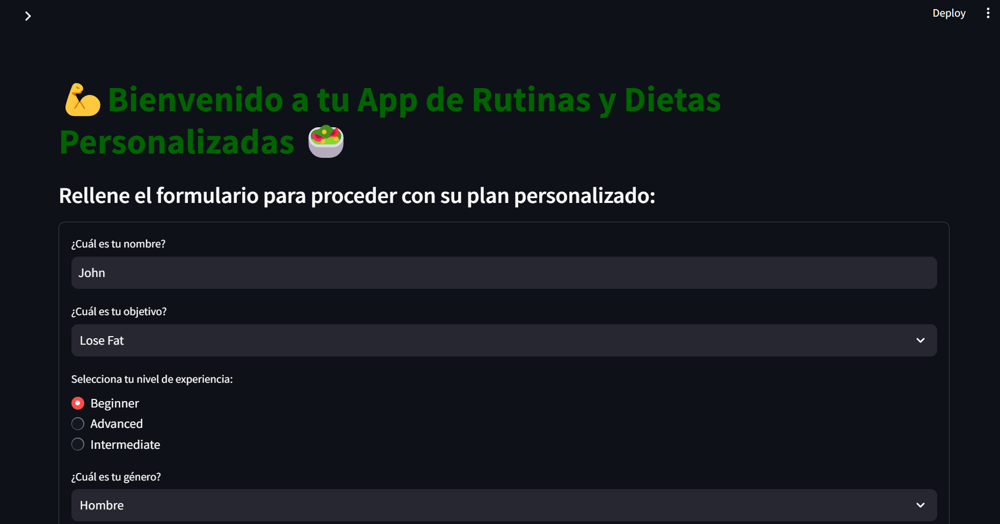 Deploy
Bienvenido a tu App de Rutinas y Dietas
Personalizadas
Rellene el formulario para proceder con su plan personalizado:
¿Cuál es tu nombre?
John
¿Cuál es tu objetivo?
Lose Fat
Selecciona tu nivel de experiencia:
Beginner
Advanced
Intermediate
¿Cuál es tu género?
Hombre